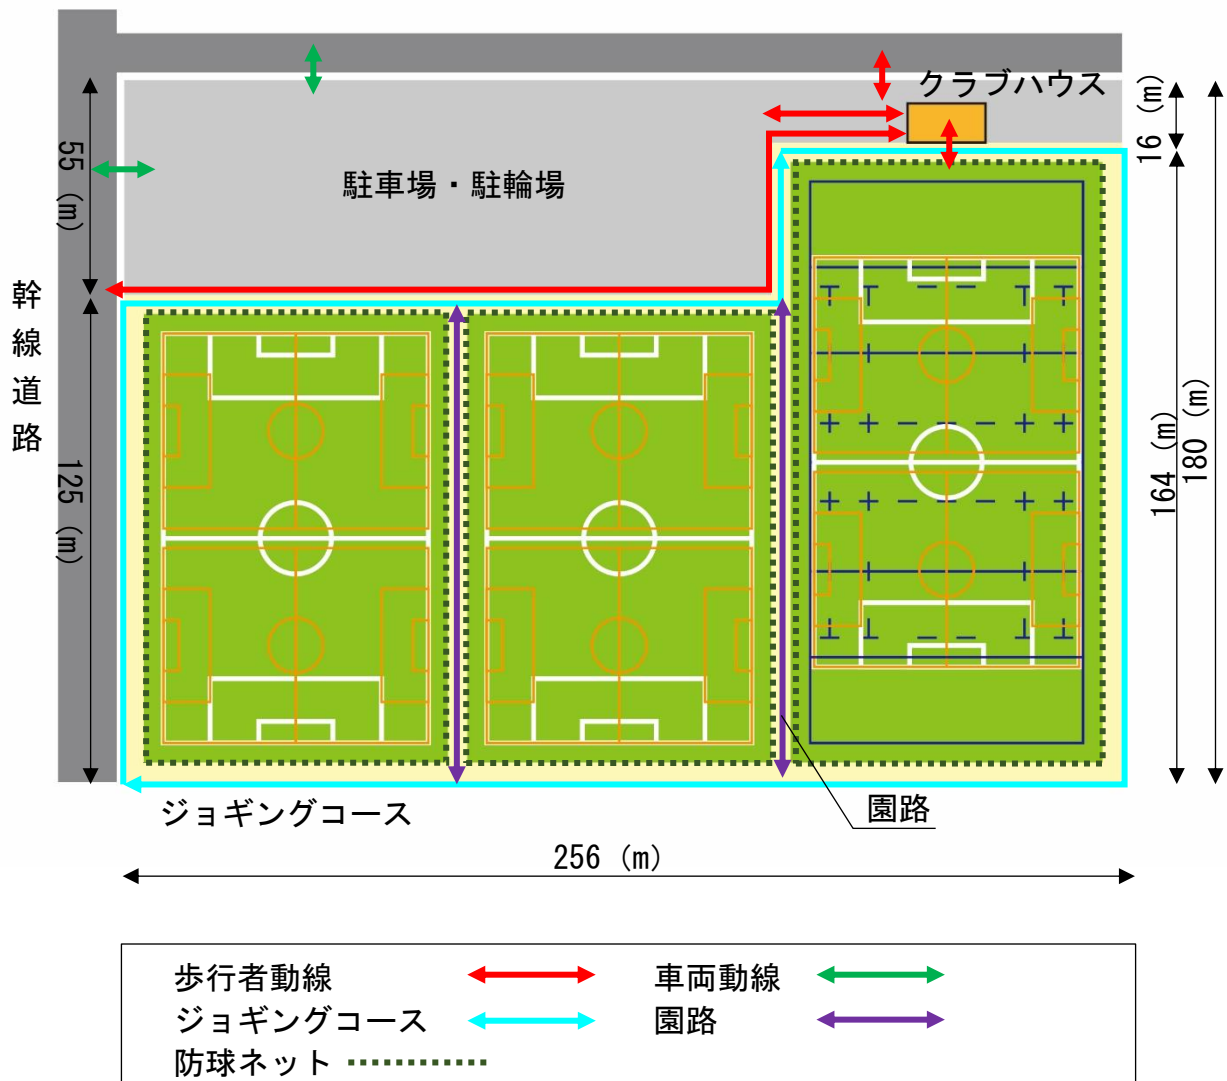 クラブハウス
16 (m)
55 (m)
駐車場・駐輪場
幹線道路
164 (m)
180 (m)
125 (m)
ジョギングコース
園路
256 (m)
歩行者動線
車両動線
ジョギングコース
園路
防球ネット